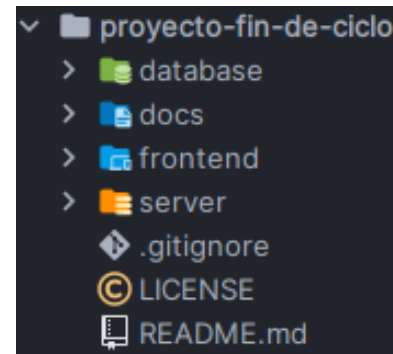 proyecto-fin-de-ciclo
database
docs
frontend
server
.gitignore
LICENSE
README.md